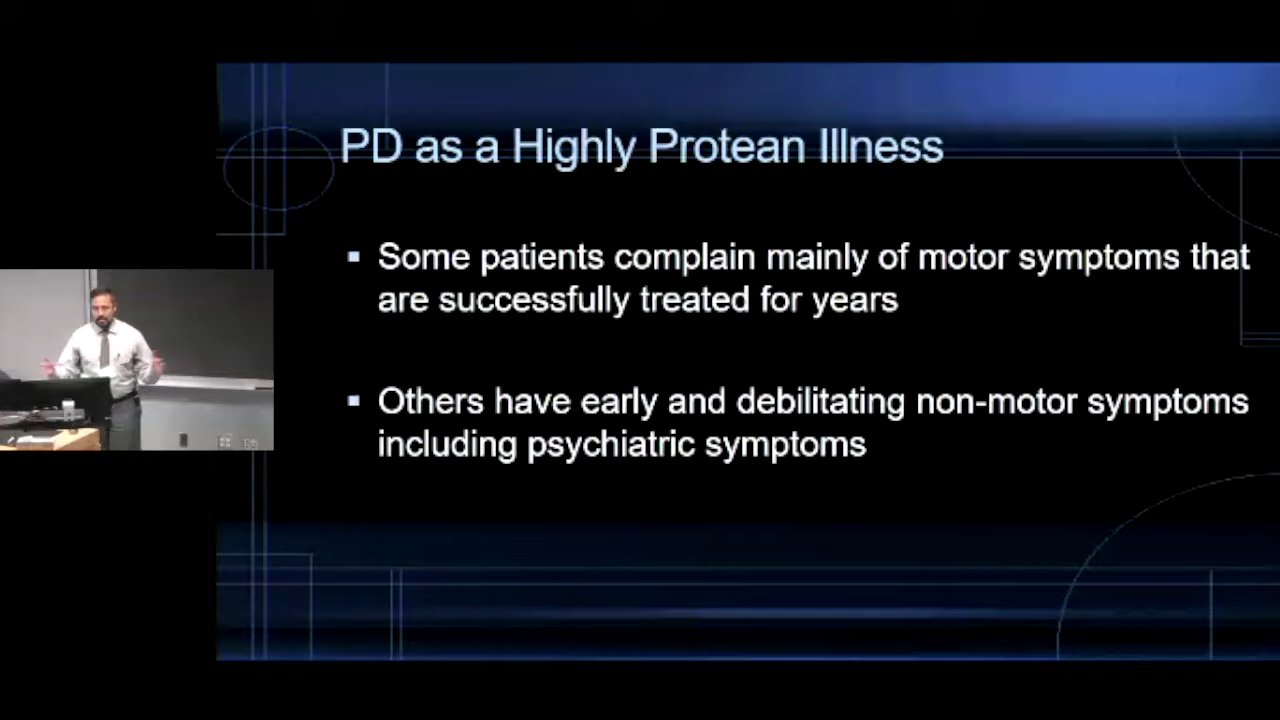 PD as a Highly Protean Illness
Some patients complain mainly of motor symptoms that
are successfully treated for years
Others have early and debilitating non-motor symptoms
including psychiatric symptoms